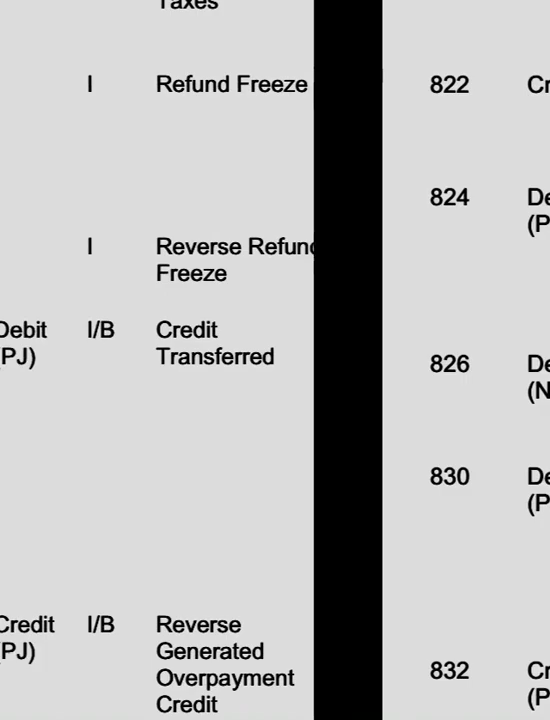 Taxes
I Refund Freeze
I Reverse Refund
Freeze
Debit I/B Credit
(PJ) Transferred
Credit I/B Reverse
(PJ) Generated
Overpayment
Credit
822
824
826
830
832